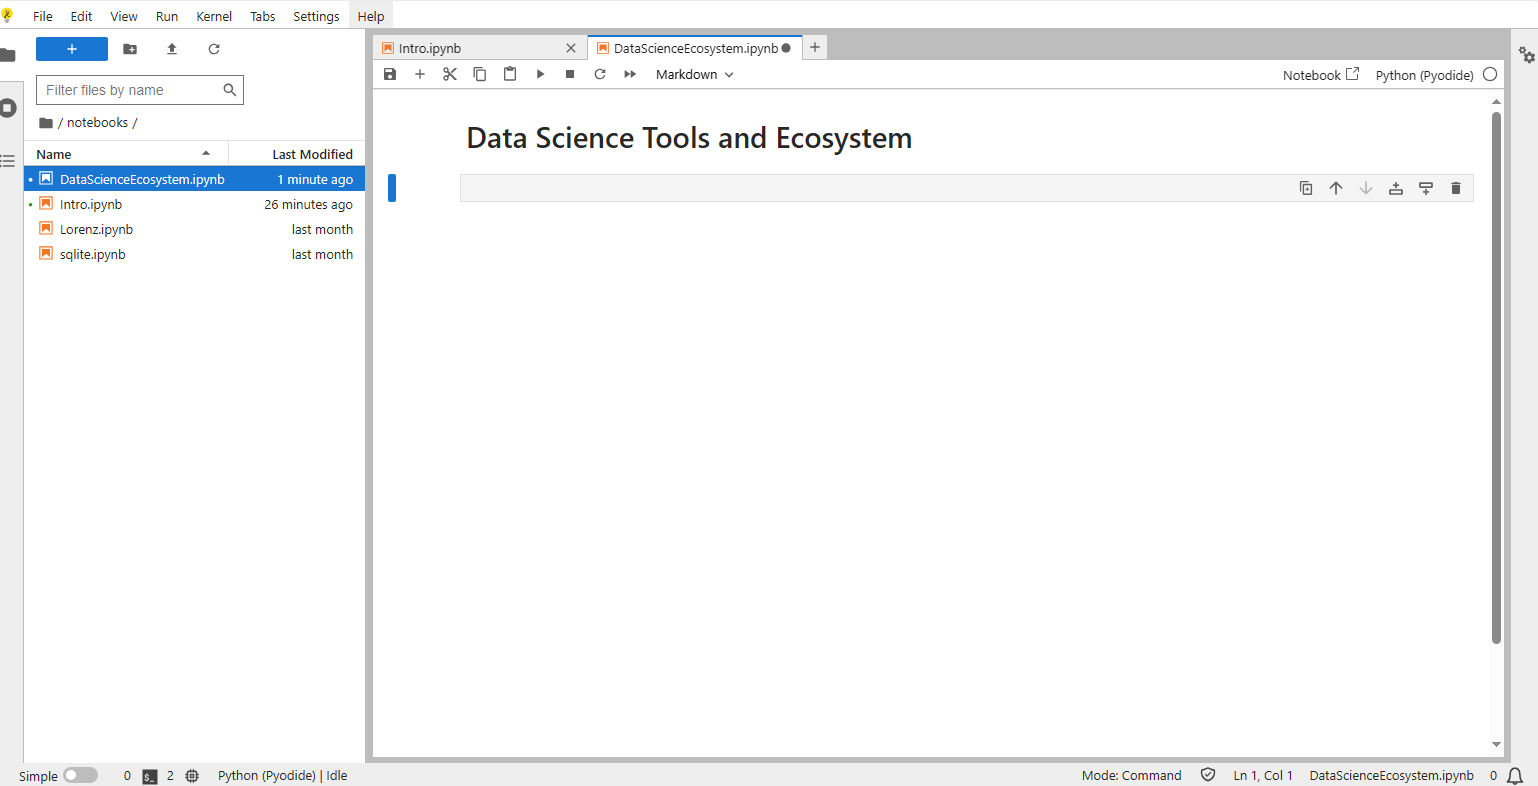 File Edit View Run Kernel Tabs Settings Help
Filter files by name
/ notebooks /
Name Last Modified
DataScienceEcosystem.ipynb 1 minute ago
Intro.ipynb 26 minutes ago
Lorenz.ipynb last month
sqlite.ipynb last month
Intro.ipynb DataScienceEcosystem.ipynb
Markdown Notebook Python (Pyodide)
Data Science Tools and Ecosystem
Simple 0 $_ 2 Python (Pyodide) | Idle Mode: Command Ln 1, Col 1 DataScienceEcosystem.ipynb 0